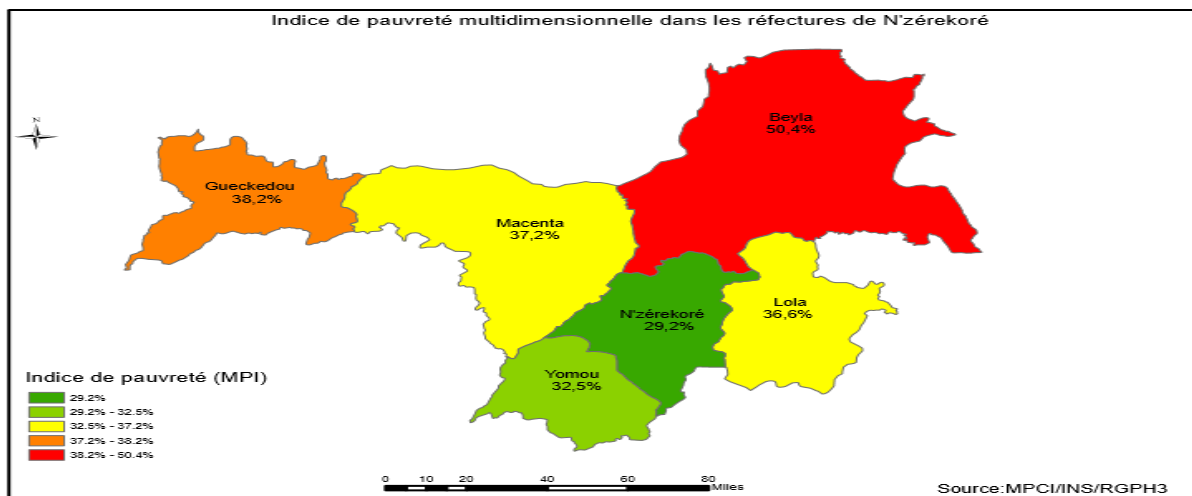 Indice de pauvreté multidimensionnelle dans les réfectures de N'zérekoré
N
Beyla
50,4%
Gueckedou
38,2%
Macenta
37,2%
N'zérekoré
29,2%
Lola
36,6%
Yomou
32,5%
Indice de pauvreté (MPI)
29.2%
29.2% - 32.5%
32.5% - 37.2%
37.2% - 38.2%
38.2% - 50.4%
0 10 20 40 60 80
Miles
Source:MPCI/INS/RGPH3